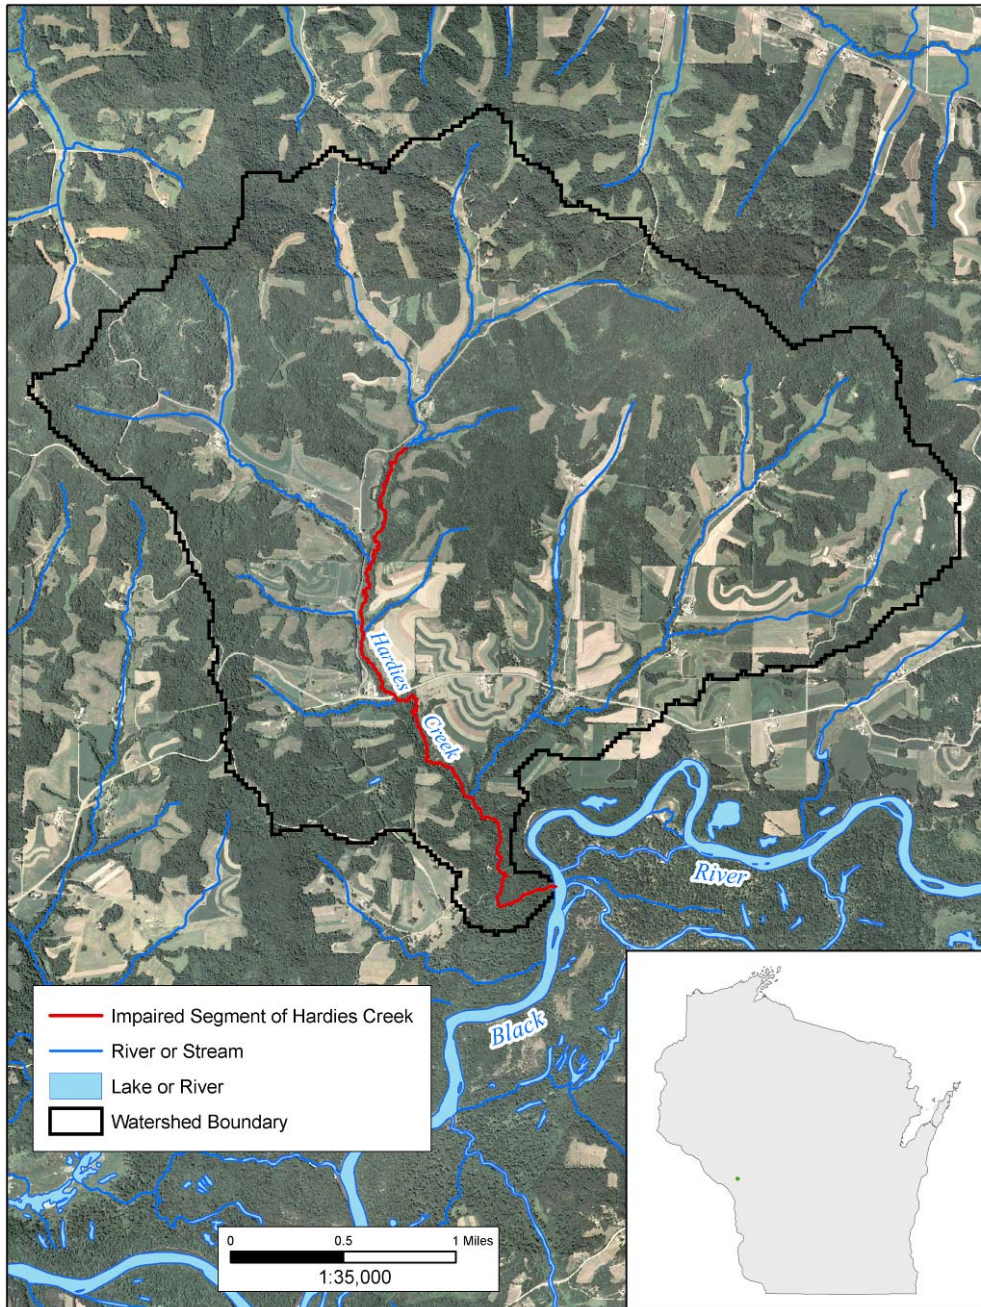 Hardies
Creek
River
Black
Impaired Segment of Hardies Creek
River or Stream
Lake or River
Watershed Boundary
0 0.5 1 Miles
1:35,000